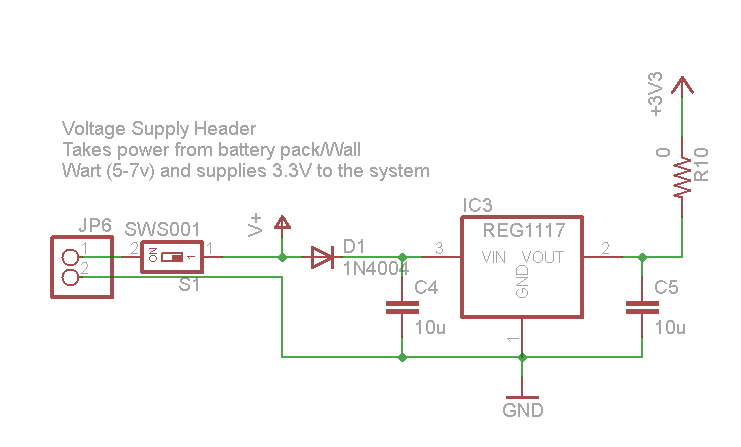 Voltage Supply Header
Takes power from battery pack/Wall
Wart (5-7v) and supplies 3.3V to the system
+3V3
0
R10
IC3
REG1117
JP6
SWS001
V+
D1
1N4004
1
2
2
ON
1
1
S1
3
VIN
VOUT
2
GND
1
C4
10u
C5
10u
GND